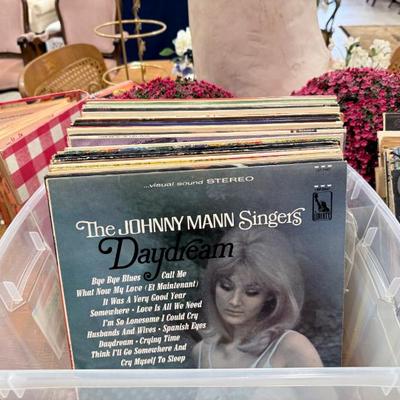 ...visual sound STEREO
The JOHNNY MANN Singers
Daydream
Bye Bye Blues Call Me
What Now My Love (Et Maintenant)
It Was A Very Good Year
Somewhere • Love Is All We Need
I'm So Lonesome I Could Cry
Husbands And Wives • Spanish Eyes
Daydream • Crying Time
Think I'll Go Somewhere And
Cry Myself To Sleep